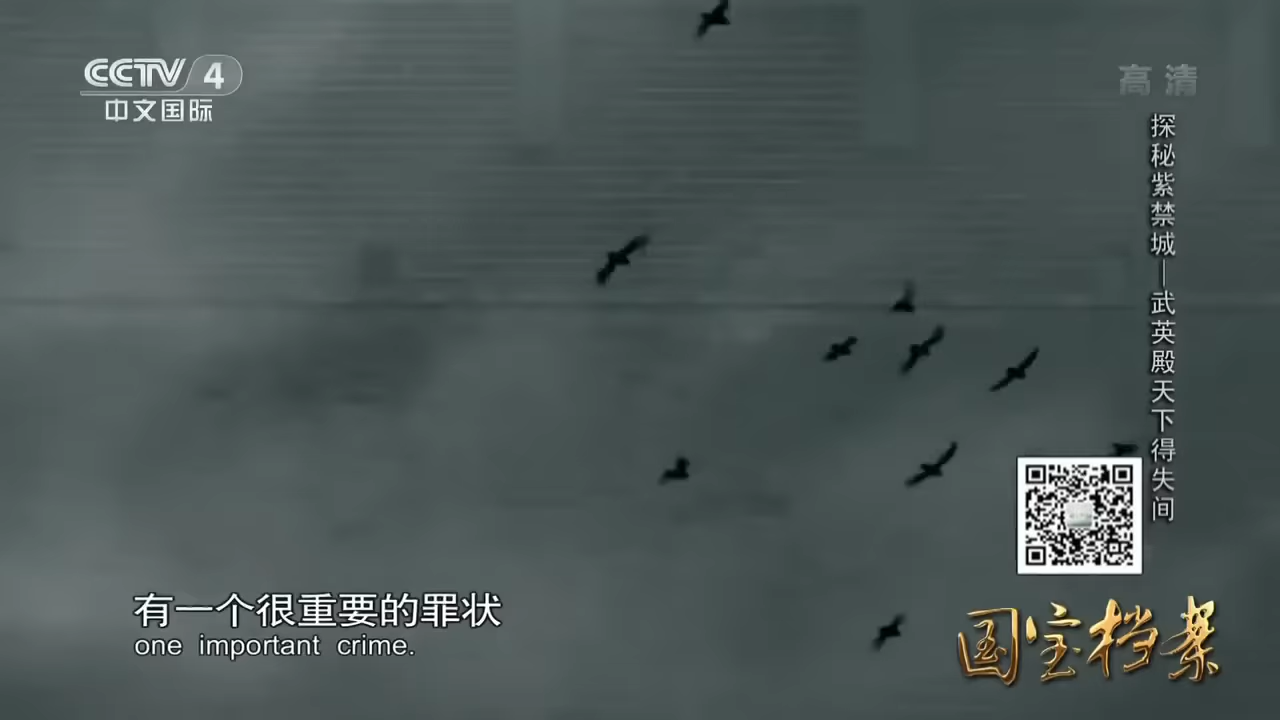 CCTV 4
中文国际
高清
探秘紫禁城—武英殿天下得失间
有一个很重要的罪状
one important crime.
国宝档案